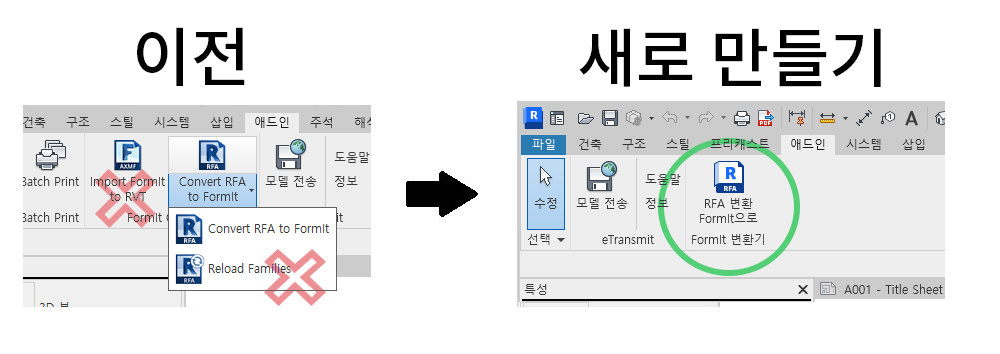 이전
새로 만들기
건축 구조 스틸 시스템 삽입 애드인 주석 해석
Batch Print
Import FormIt
to RVT
Convert RFA
to FormIt
모델 전송
도움말
정보
Batch Print
AXMF
RFA
Convert RFA to FormIt
RFA
Reload Families
RFA
R
PDF
A
파일 건축 구조 스틸 프리캐스트 애드인 시스템 삽입
수정
모델 전송
도움말
정보
R
RFA
RFA 변환
FormIt으로
선택
eTransmit
FormIt 변환기
특성
A001 - Title Sheet